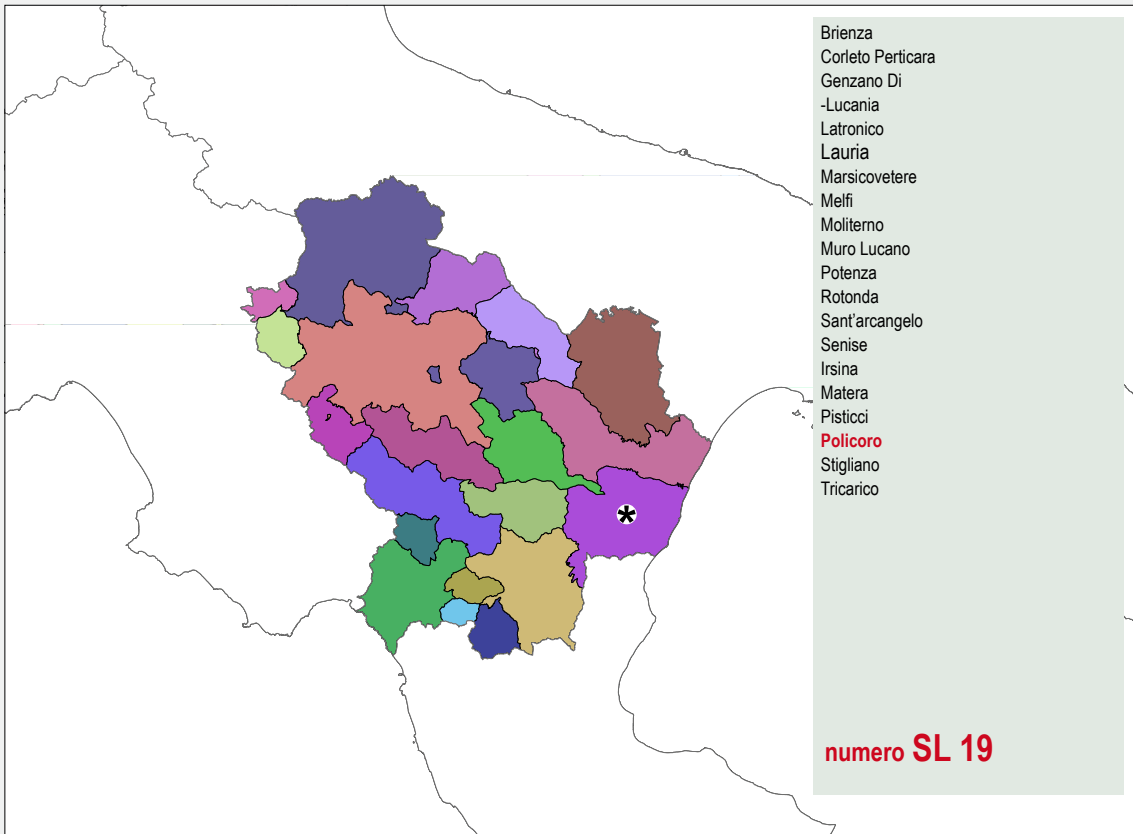 Brienza
Corleto Perticara
Genzano Di
-Lucania
Latronico
Lauria
Marsicovetere
Melfi
Moliterno
Muro Lucano
Potenza
Rotonda
Sant'arcangelo
Senise
Irsina
Matera
Pisticci
Policoro
Stigliano
Tricarico
*
numero SL 19